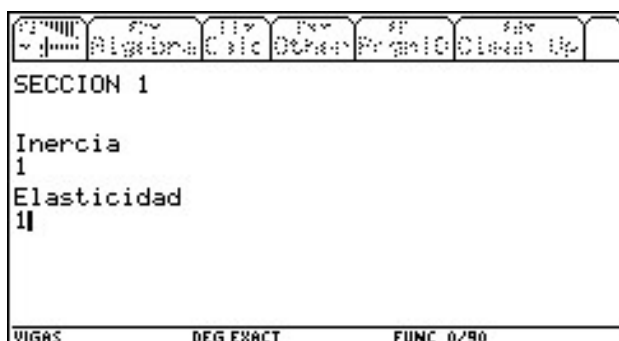 Algebra Calc Other PrgmIO Clean Up
SECCION 1
Inercia
1
Elasticidad
1
VIGAS DEG EXACT FUNC 0/90